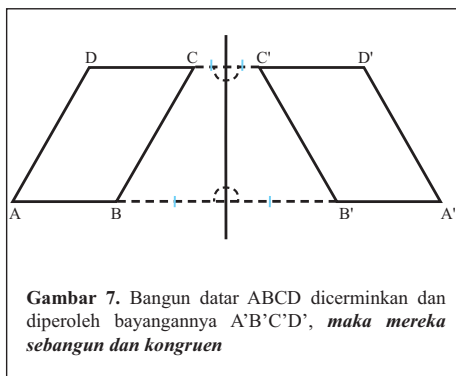 D C C' D'
A B B' A'
Gambar 7. Bangun datar ABCD dicerminkan dan
diperoleh bayangannya A’B’C’D’, maka mereka
sebangun dan kongruen